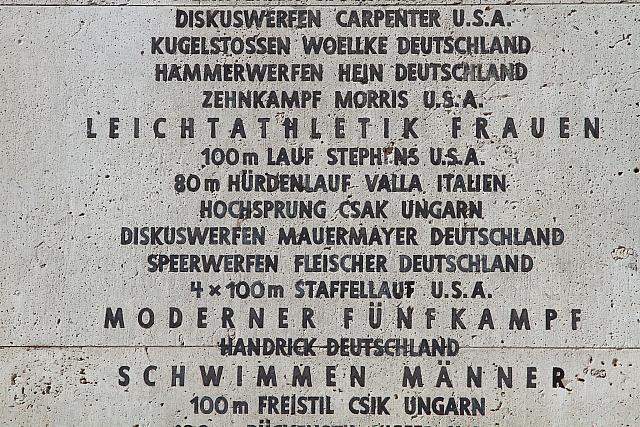 DISKUSWERFEN CARPENTER U.S.A.
KUGELSTOSSEN WOELLKE DEUTSCHLAND
HAMMERWERFEN HEIN DEUTSCHLAND
ZEHNKAMPF MORRIS U.S.A.
LEICHTATHLETIK FRAUEN
100m LAUF STEPHENS U.S.A.
80m HÜRDENLAUF VALLA ITALIEN
HOCHSPRUNG CSAK UNGARN
DISKUSWERFEN MAUERMAYER DEUTSCHLAND
SPEERWERFEN FLEISCHER DEUTSCHLAND
4×100m STAFFELLAUF U.S.A.
MODERNER FÜNFKAMPF
HANDRICK DEUTSCHLAND
SCHWIMMEN MÄNNER
100m FREISTIL CSIK UNGARN